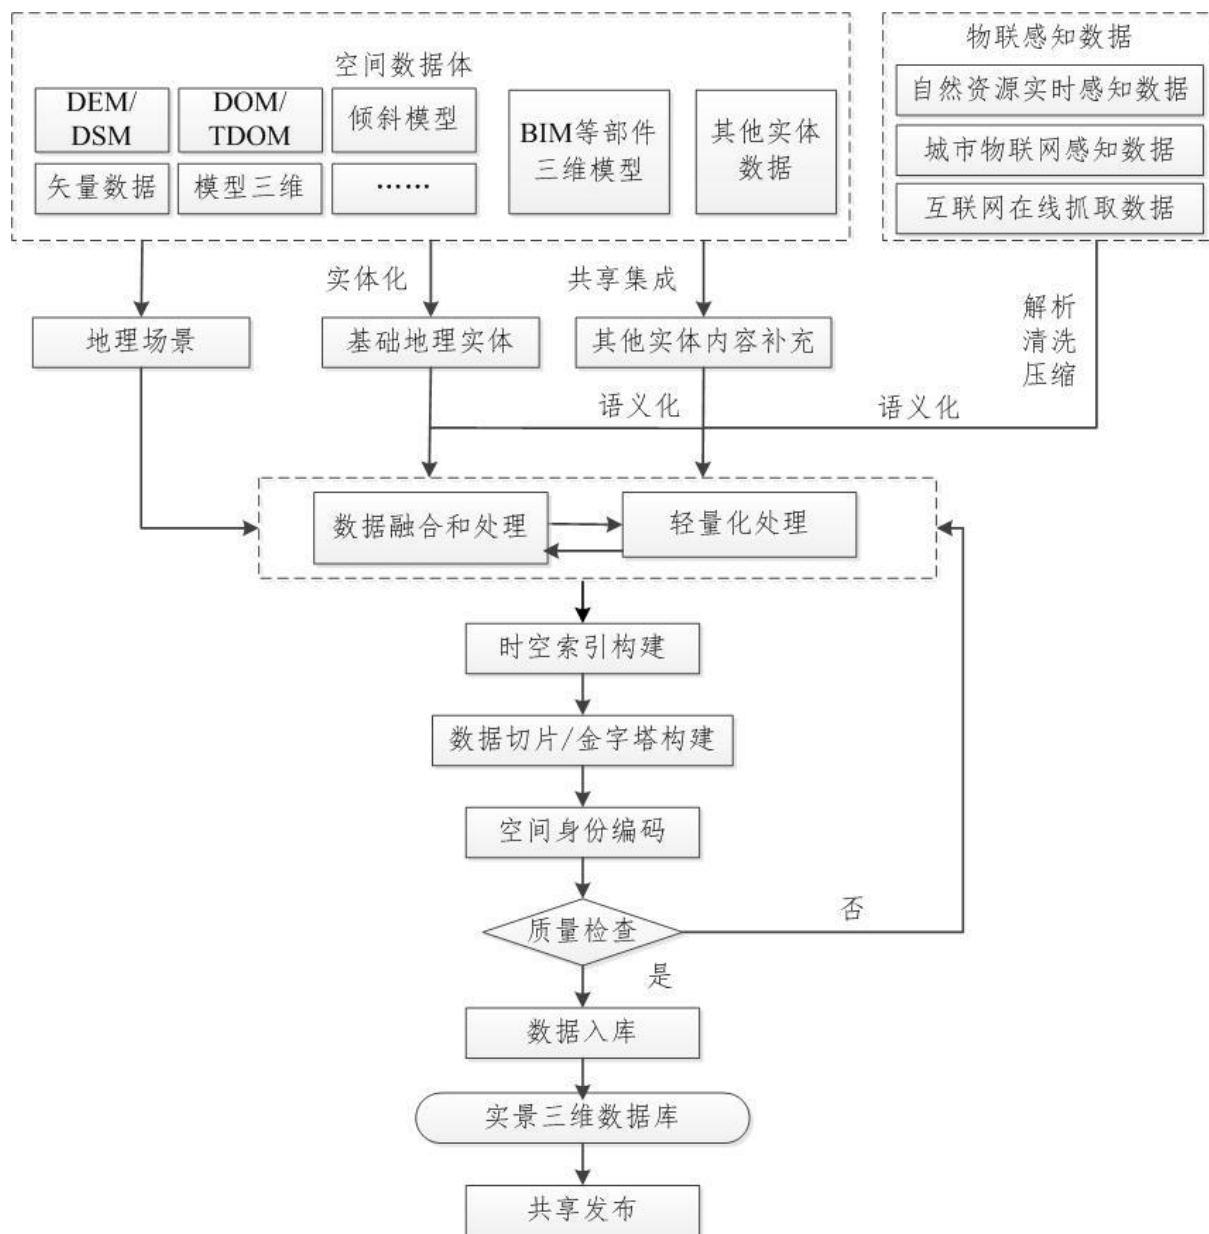 空间数据体
DEM/
DSM
DOM/
TDOM
倾斜模型
矢量数据
模型三维
……
BIM等部件
三维模型
其他实体
数据
物联感知数据
自然资源实时感知数据
城市物联网感知数据
互联网在线抓取数据
实体化
共享集成
解析
清洗
压缩
地理场景
基础地理实体
其他实体内容补充
语义化
语义化
数据融合和处理
轻量化处理
时空索引构建
数据切片/金字塔构建
空间身份编码
质量检查
否
是
数据入库
实景三维数据库
共享发布